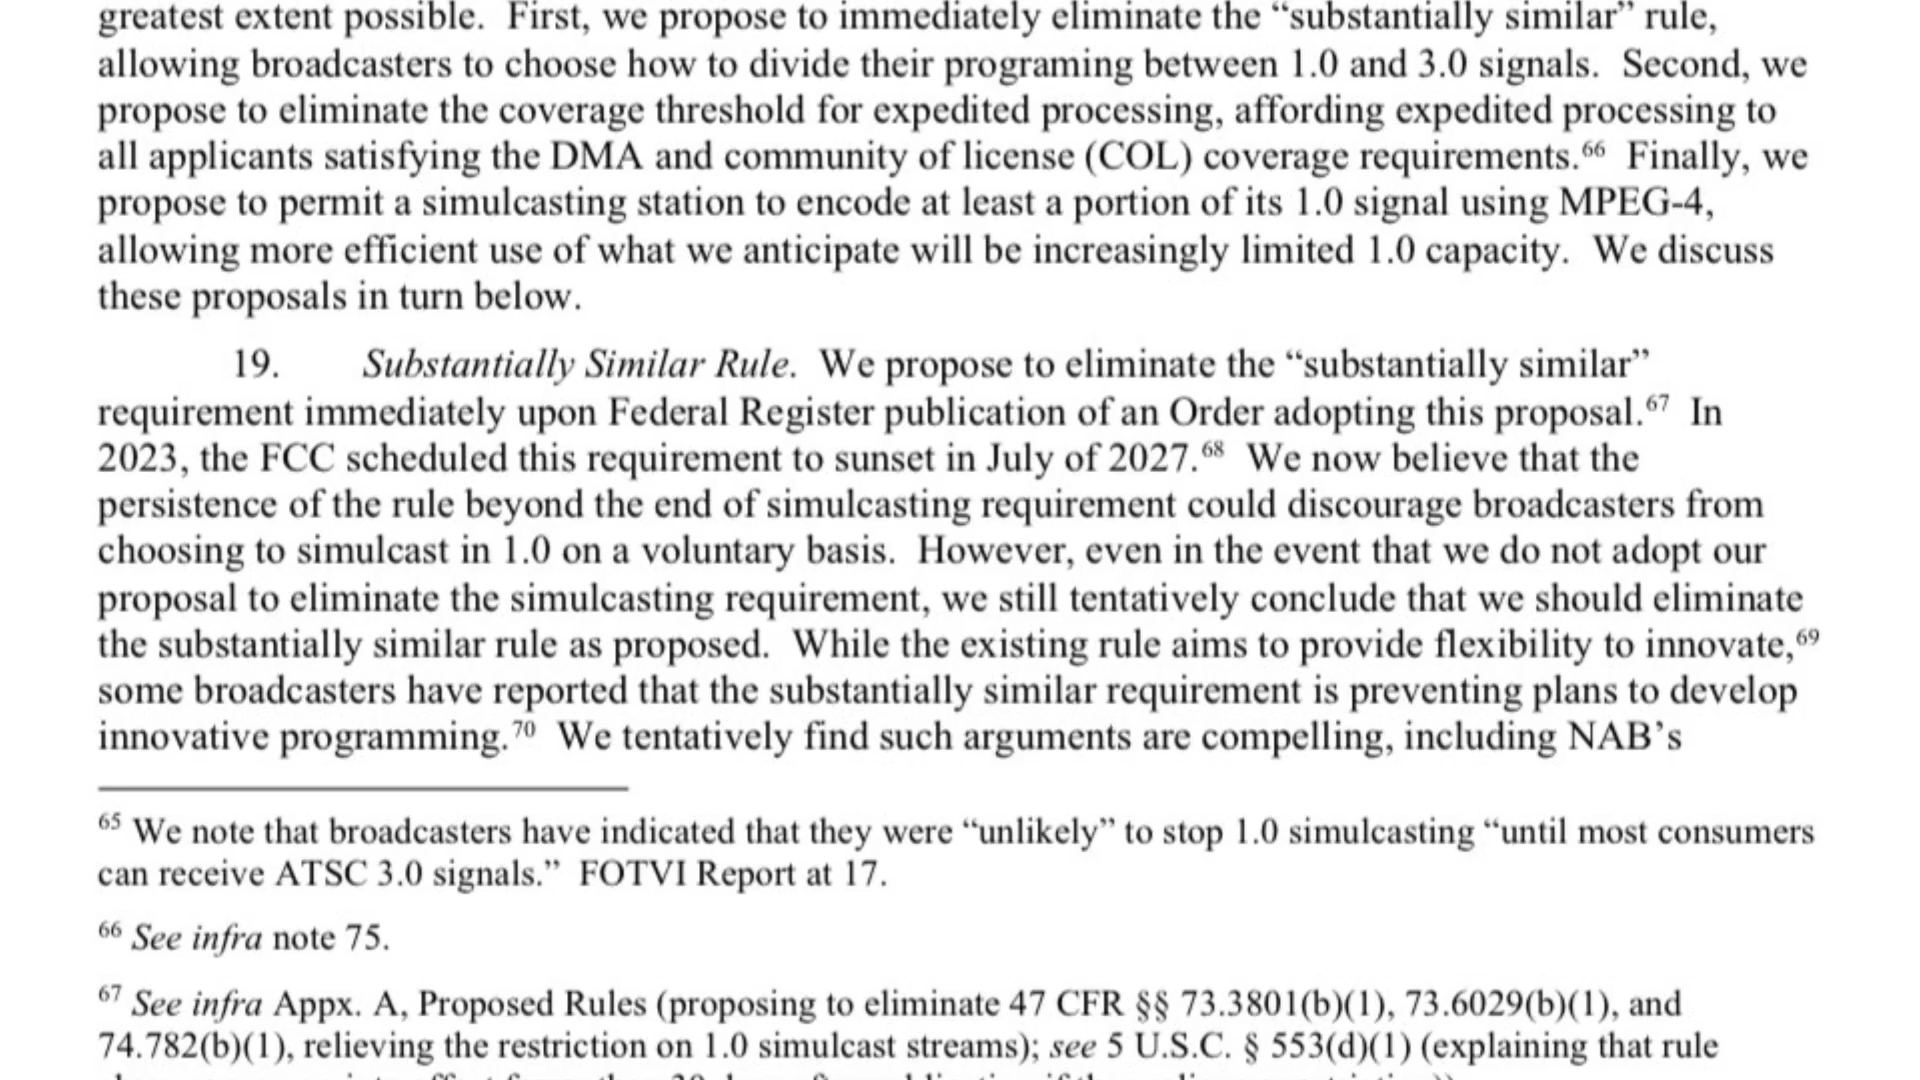 greatest extent possible.  First, we propose to immediately eliminate the “substantially similar” rule,
allowing broadcasters to choose how to divide their programing between 1.0 and 3.0 signals.  Second, we
propose to eliminate the coverage threshold for expedited processing, affording expedited processing to
all applicants satisfying the DMA and community of license (COL) coverage requirements.66  Finally, we
propose to permit a simulcasting station to encode at least a portion of its 1.0 signal using MPEG-4,
allowing more efficient use of what we anticipate will be increasingly limited 1.0 capacity.  We discuss
these proposals in turn below.
19. Substantially Similar Rule.  We propose to eliminate the “substantially similar”
requirement immediately upon Federal Register publication of an Order adopting this proposal.67  In
2023, the FCC scheduled this requirement to sunset in July of 2027.68  We now believe that the
persistence of the rule beyond the end of simulcasting requirement could discourage broadcasters from
choosing to simulcast in 1.0 on a voluntary basis.  However, even in the event that we do not adopt our
proposal to eliminate the simulcasting requirement, we still tentatively conclude that we should eliminate
the substantially similar rule as proposed.  While the existing rule aims to provide flexibility to innovate,69
some broadcasters have reported that the substantially similar requirement is preventing plans to develop
innovative programming.70  We tentatively find such arguments are compelling, including NAB’s
65 We note that broadcasters have indicated that they were “unlikely” to stop 1.0 simulcasting “until most consumers
can receive ATSC 3.0 signals.”  FOTVI Report at 17.
66 See infra note 75.
67 See infra Appx. A, Proposed Rules (proposing to eliminate 47 CFR §§ 73.3801(b)(1), 73.6029(b)(1), and
74.782(b)(1), relieving the restriction on 1.0 simulcast streams); see 5 U.S.C. § 553(d)(1) (explaining that rule